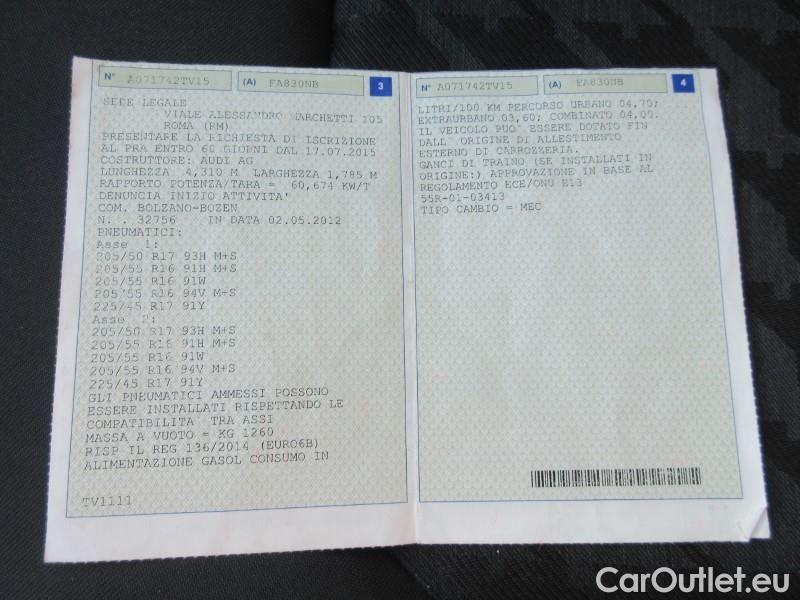 N° A071742TV15 (A) FA830NB 3
SEDE LEGALE
VIALE ALESSANDRO MARCHETTI 105
ROMA (RM)
PRESENTARE LA RICHIESTA DI ISCRIZIONE
AL PRA ENTRO 60 GIORNI DAL 17.07.2015
COSTRUTTORE: AUDI AG
LUNGHEZZA 4,310 M LARGHEZZA 1,785 M
RAPPORTO POTENZA/TARA = 60,674 KW/T
DENUNCIA INIZIO ATTIVITA'
COM. BOLZANO-BOZEN
N. . 32756 IN DATA 02.05.2012
PNEUMATICI:
Asse 1:
205/50 R17 93H M+S
205/55 R16 91H M+S
205/55 R16 91W
205/55 R16 94V M+S
225/45 R17 91Y
Asse 2:
205/50 R17 93H M+S
205/55 R16 91H M+S
205/55 R16 91W
205/55 R16 94V M+S
225/45 R17 91Y
GLI PNEUMATICI AMMESSI POSSONO
ESSERE INSTALLATI RISPETTANDO LE
COMPATIBILITA TRA ASSI
MASSA A VUOTO = KG 1260
RISP IL REG 136/2014 (EURO6B)
ALIMENTAZIONE GASOL CONSUMO IN
TV1111
N° A071742TV15 (A) FA830NB 4
LITRI/100 KM PERCORSO URBANO 04,70;
EXTRAURBANO 03,60; COMBINATO 04,00.
IL VEICOLO PUO' ESSERE DOTATO FIN
DALL' ORIGINE DI ALLESTIMENTO
ESTERNO DI CARROZZERIA.
GANCI DI TRAINO (SE INSTALLATI IN
ORIGINE:) APPROVAZIONE IN BASE AL
REGOLAMENTO ECE/ONU E13
55R-01-03413
TIPO CAMBIO = MEC
CarOutlet.eu